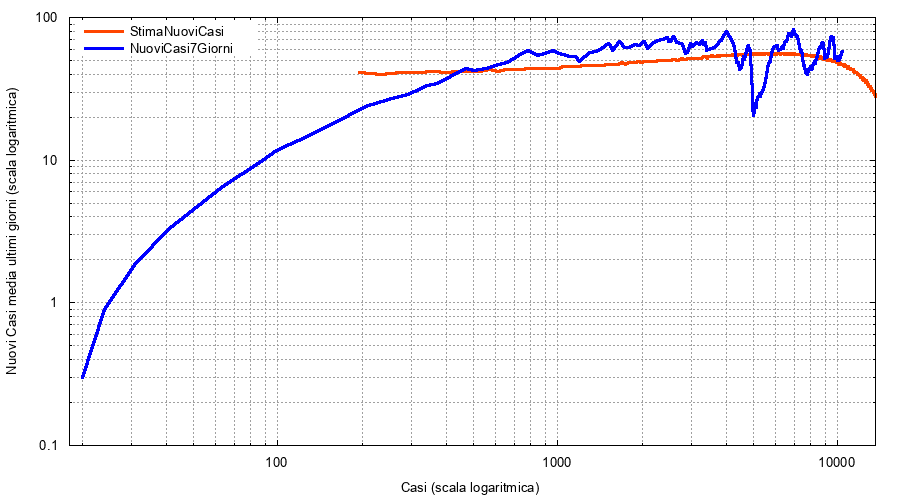 100
StimaNuoviCasi
NuoviCasi7Giorni
10
1
0.1
Nuovi Casi media ultimi giorni (scala logaritmica)
100
1000
10000
Casi (scala logaritmica)